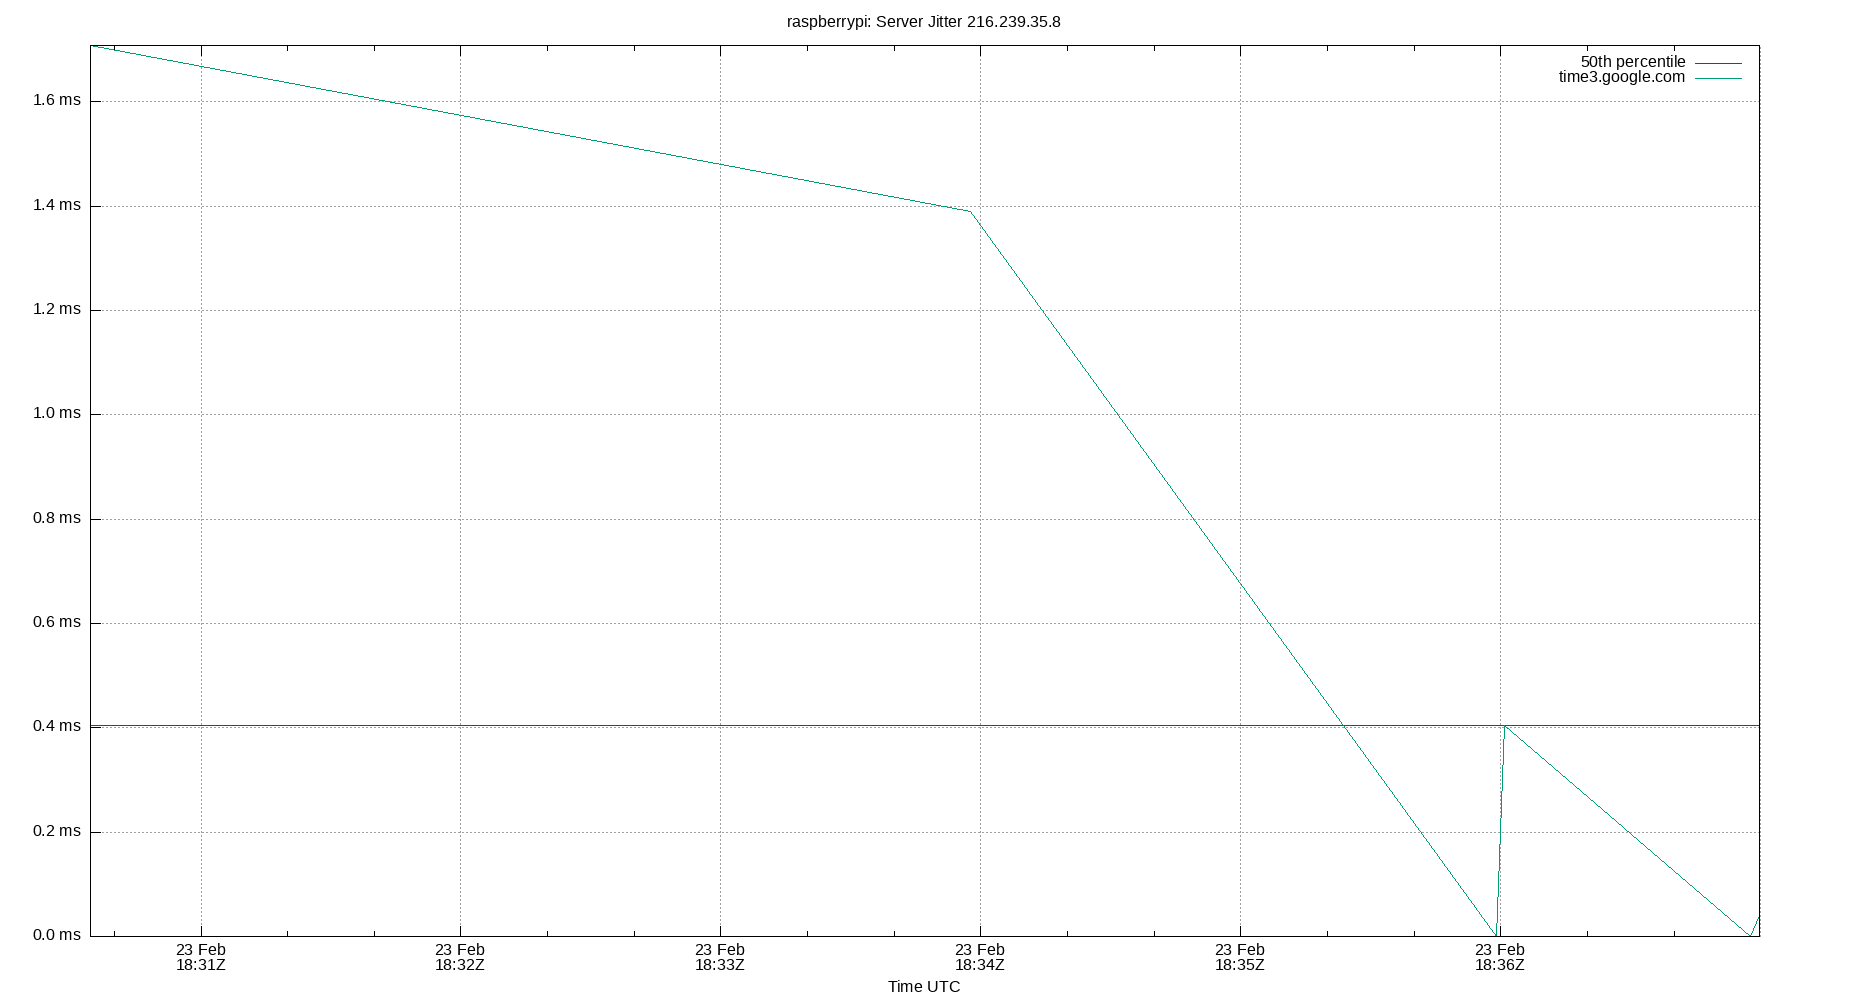 raspberrypi: Server Jitter 216.239.35.8
50th percentile
time3.google.com
1.6 ms
1.4 ms
1.2 ms
1.0 ms
0.8 ms
0.6 ms
0.4 ms
0.2 ms
0.0 ms
23 Feb
18:31Z
23 Feb
18:32Z
23 Feb
18:33Z
23 Feb
18:34Z
23 Feb
18:35Z
23 Feb
18:36Z
Time UTC